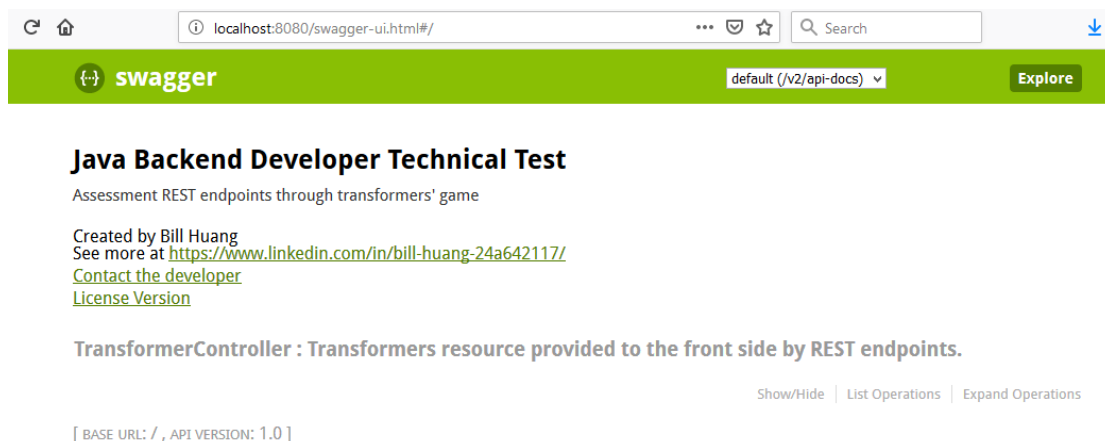 localhost:8080/swagger-ui.html#/
Search
{··} swagger
default (/v2/api-docs)
Explore
Java Backend Developer Technical Test
Assessment REST endpoints through transformers' game
Created by Bill Huang
See more at https://www.linkedin.com/in/bill-huang-24a642117/
Contact the developer
License Version
TransformerController : Transformers resource provided to the front side by REST endpoints.
Show/Hide
List Operations
Expand Operations
[ BASE URL: / , API VERSION: 1.0 ]